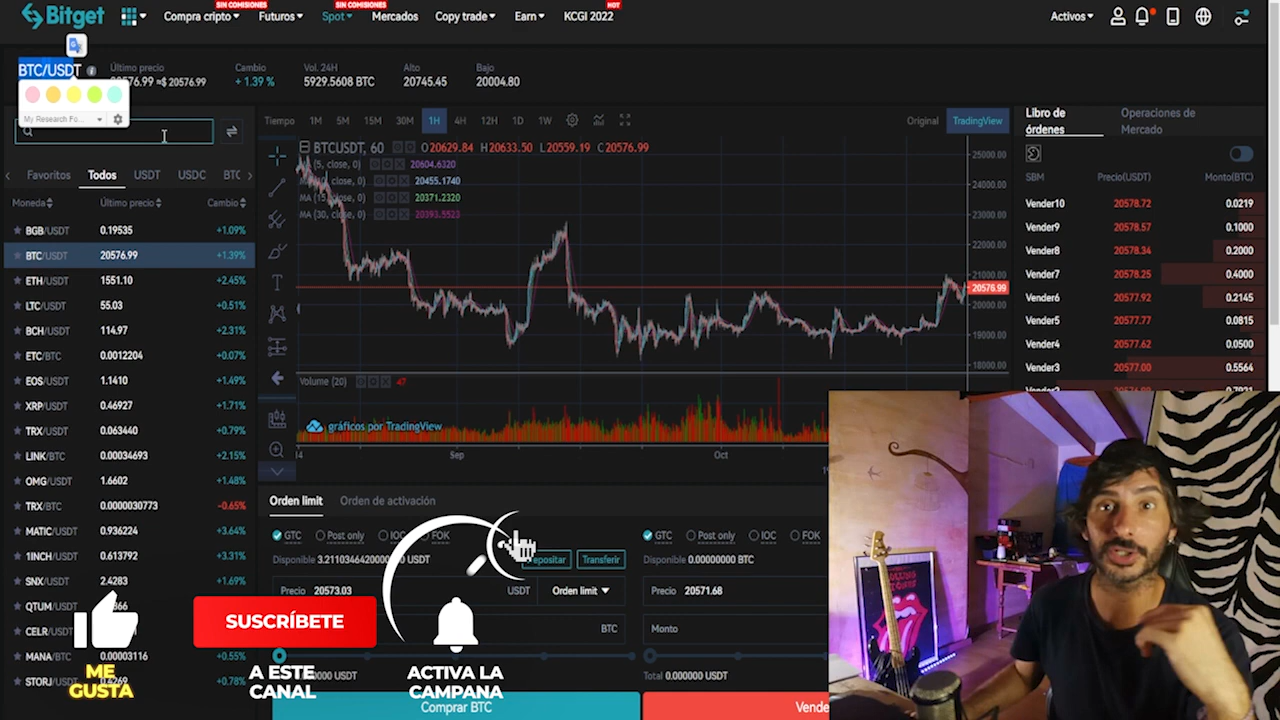 SIN COMISIONES
SIN COMISIONES
HOT
Bitget
Compra cripto
Futuros
Spot
Mercados
Copy trade
Earn
KCGI 2022
Activos
BTC/USDT
Último precio
20576.99 ≈$ 20576.99
Cambio
+ 1.39 %
Vol. 24H
5929.5608 BTC
Alto
20745.45
Bajo
20004.80
My Research Fo...
Favoritos
Todos
USDT
USDC
Moneda
Último precio
Cambio
BGB/USDT 0.19535 +1.09%
BTC/USDT 20576.99 +1.39%
ETH/USDT 1551.10 +2.45%
LTC/USDT 55.03 +0.51%
BCH/USDT 114.97 +2.31%
ETC/BTC 0.0012204 +0.07%
EOS/USDT 1.1410 +1.49%
XRP/USDT 0.46927 +1.71%
TRX/USDT 0.063440 +0.79%
LINK/BTC 0.00034693 +2.15%
OMG/USDT 1.6602 +1.48%
TRX/BTC 0.0000030773 -0.65%
MATIC/USDT 0.936224 +3.64%
1INCH/USDT 0.613792 +3.31%
SNX/USDT 2.4283 +1.69%
QTUM/USDT
CELR/USDT
MANA/BTC +0.55%
STORJ/USDT +0.78%
Tiempo 1M 5M 15M 30M 1H 4H 12H 1D 1W
Original
TradingView
BTCUSDT, 60 O20629.84 H20633.50 L20559.19 C20576.99
(5, close, 0) 20604.6320
20455.1740
MA (15, close, 0) 20371.2320
MA (30, close, 0) 20393.5523
25000.00
24000.00
23000.00
22000.00
21000.00
20576.99
20000.00
19000.00
18000.00
Volume (20) 47
gráficos por TradingView
Sep
Oct
Libro de
órdenes
Operaciones de
Mercado
SBM Precio(USDT) Monto(BTC)
Vender10 20578.72 0.0219
Vender9 20578.57 0.1000
Vender8 20578.34 0.2000
Vender7 20578.25 0.4000
Vender6 20577.92 0.2145
Vender5 20577.77 0.0815
Vender4 20577.62 0.0500
Vender3 20577.00 0.5564
Orden limit
Orden de activación
GTC
Post only
IOC
FOK
Disponible 3.2110346420000 USDT
Depositar
Transferir
Precio 20573.03 USDT
Orden limit
BTC
USDT
Comprar BTC
GTC
Post only
IOC
FOK
Disponible 0.00000000 BTC
Precio 20571.68
Monto
Total 0.000000 USDT
Vende
ME
GUSTA
SUSCRÍBETE
A ESTE
CANAL
ACTIVA LA
CAMPANA